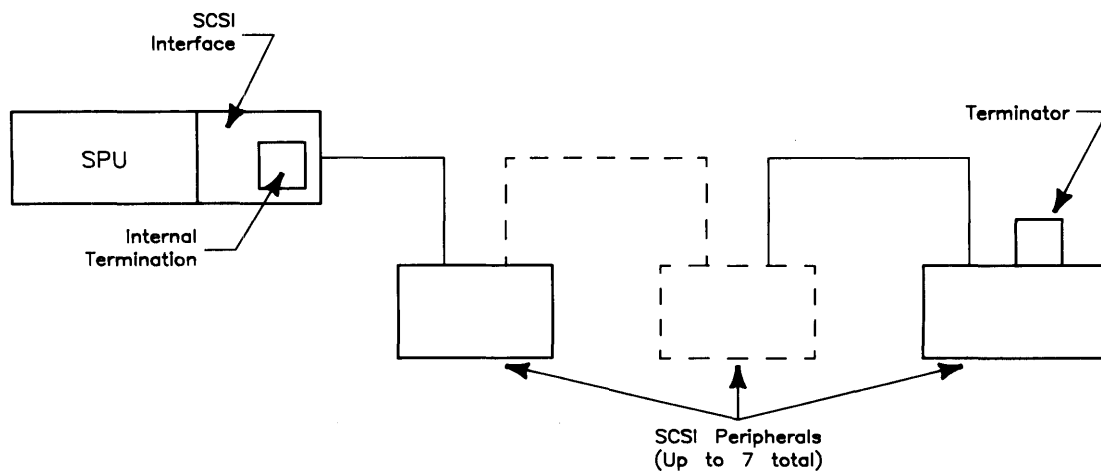 SCSI
Interface
SPU
Internal
Termination
Terminator
SCSI Peripherals
(Up to 7 total)